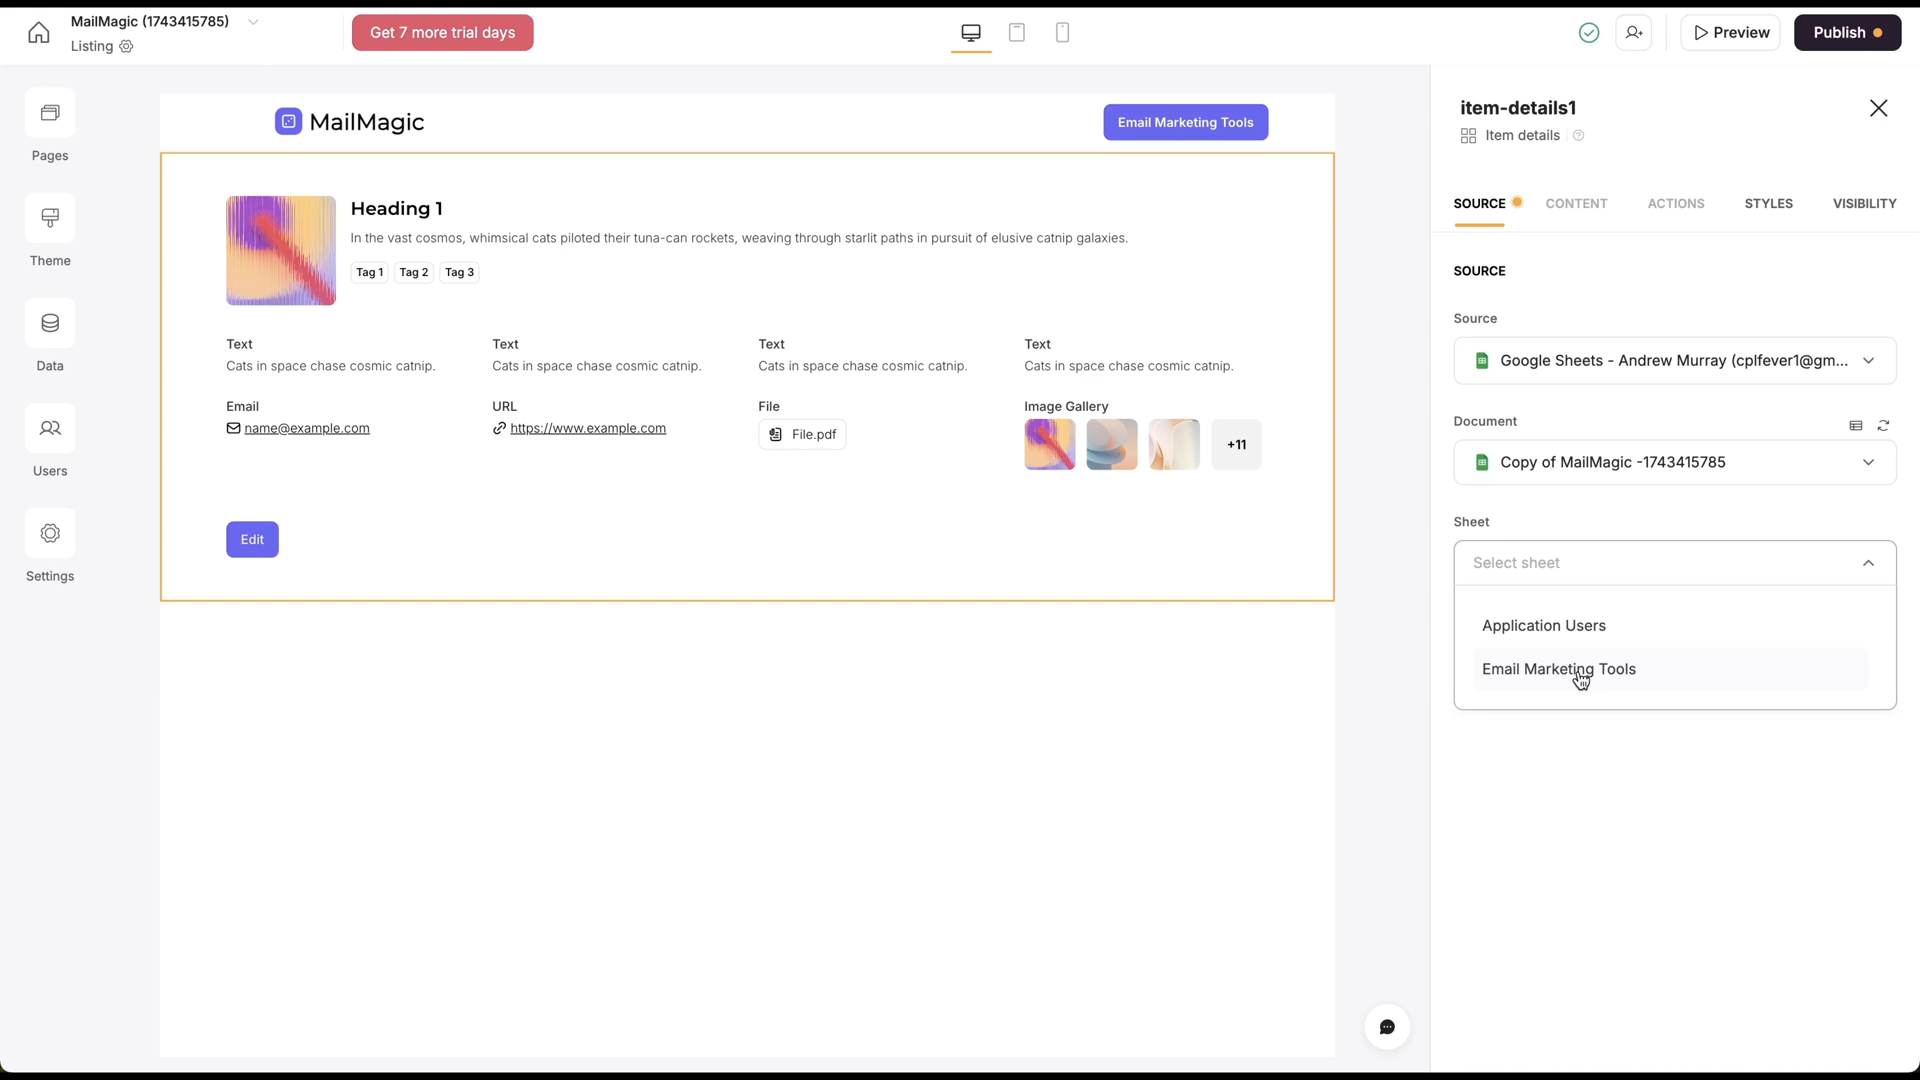 MailMagic (1743415785)
Listing
Get 7 more trial days
Preview
Publish
Pages
Theme
Data
Users
Settings
MailMagic
Email Marketing Tools
Heading 1
In the vast cosmos, whimsical cats piloted their tuna-can rockets, weaving through starlit paths in pursuit of elusive catnip galaxies.
Tag 1 Tag 2 Tag 3
Text Text Text Text
Cats in space chase cosmic catnip. Cats in space chase cosmic catnip. Cats in space chase cosmic catnip. Cats in space chase cosmic catnip.
Email URL File Image Gallery
name@example.com https://www.example.com File.pdf +11
Edit
item-details1
Item details
SOURCE CONTENT ACTIONS STYLES VISIBILITY
SOURCE
Source
Google Sheets - Andrew Murray (cplfever1@gm...
Document
Copy of MailMagic -1743415785
Sheet
Select sheet
Application Users
Email Marketing Tools